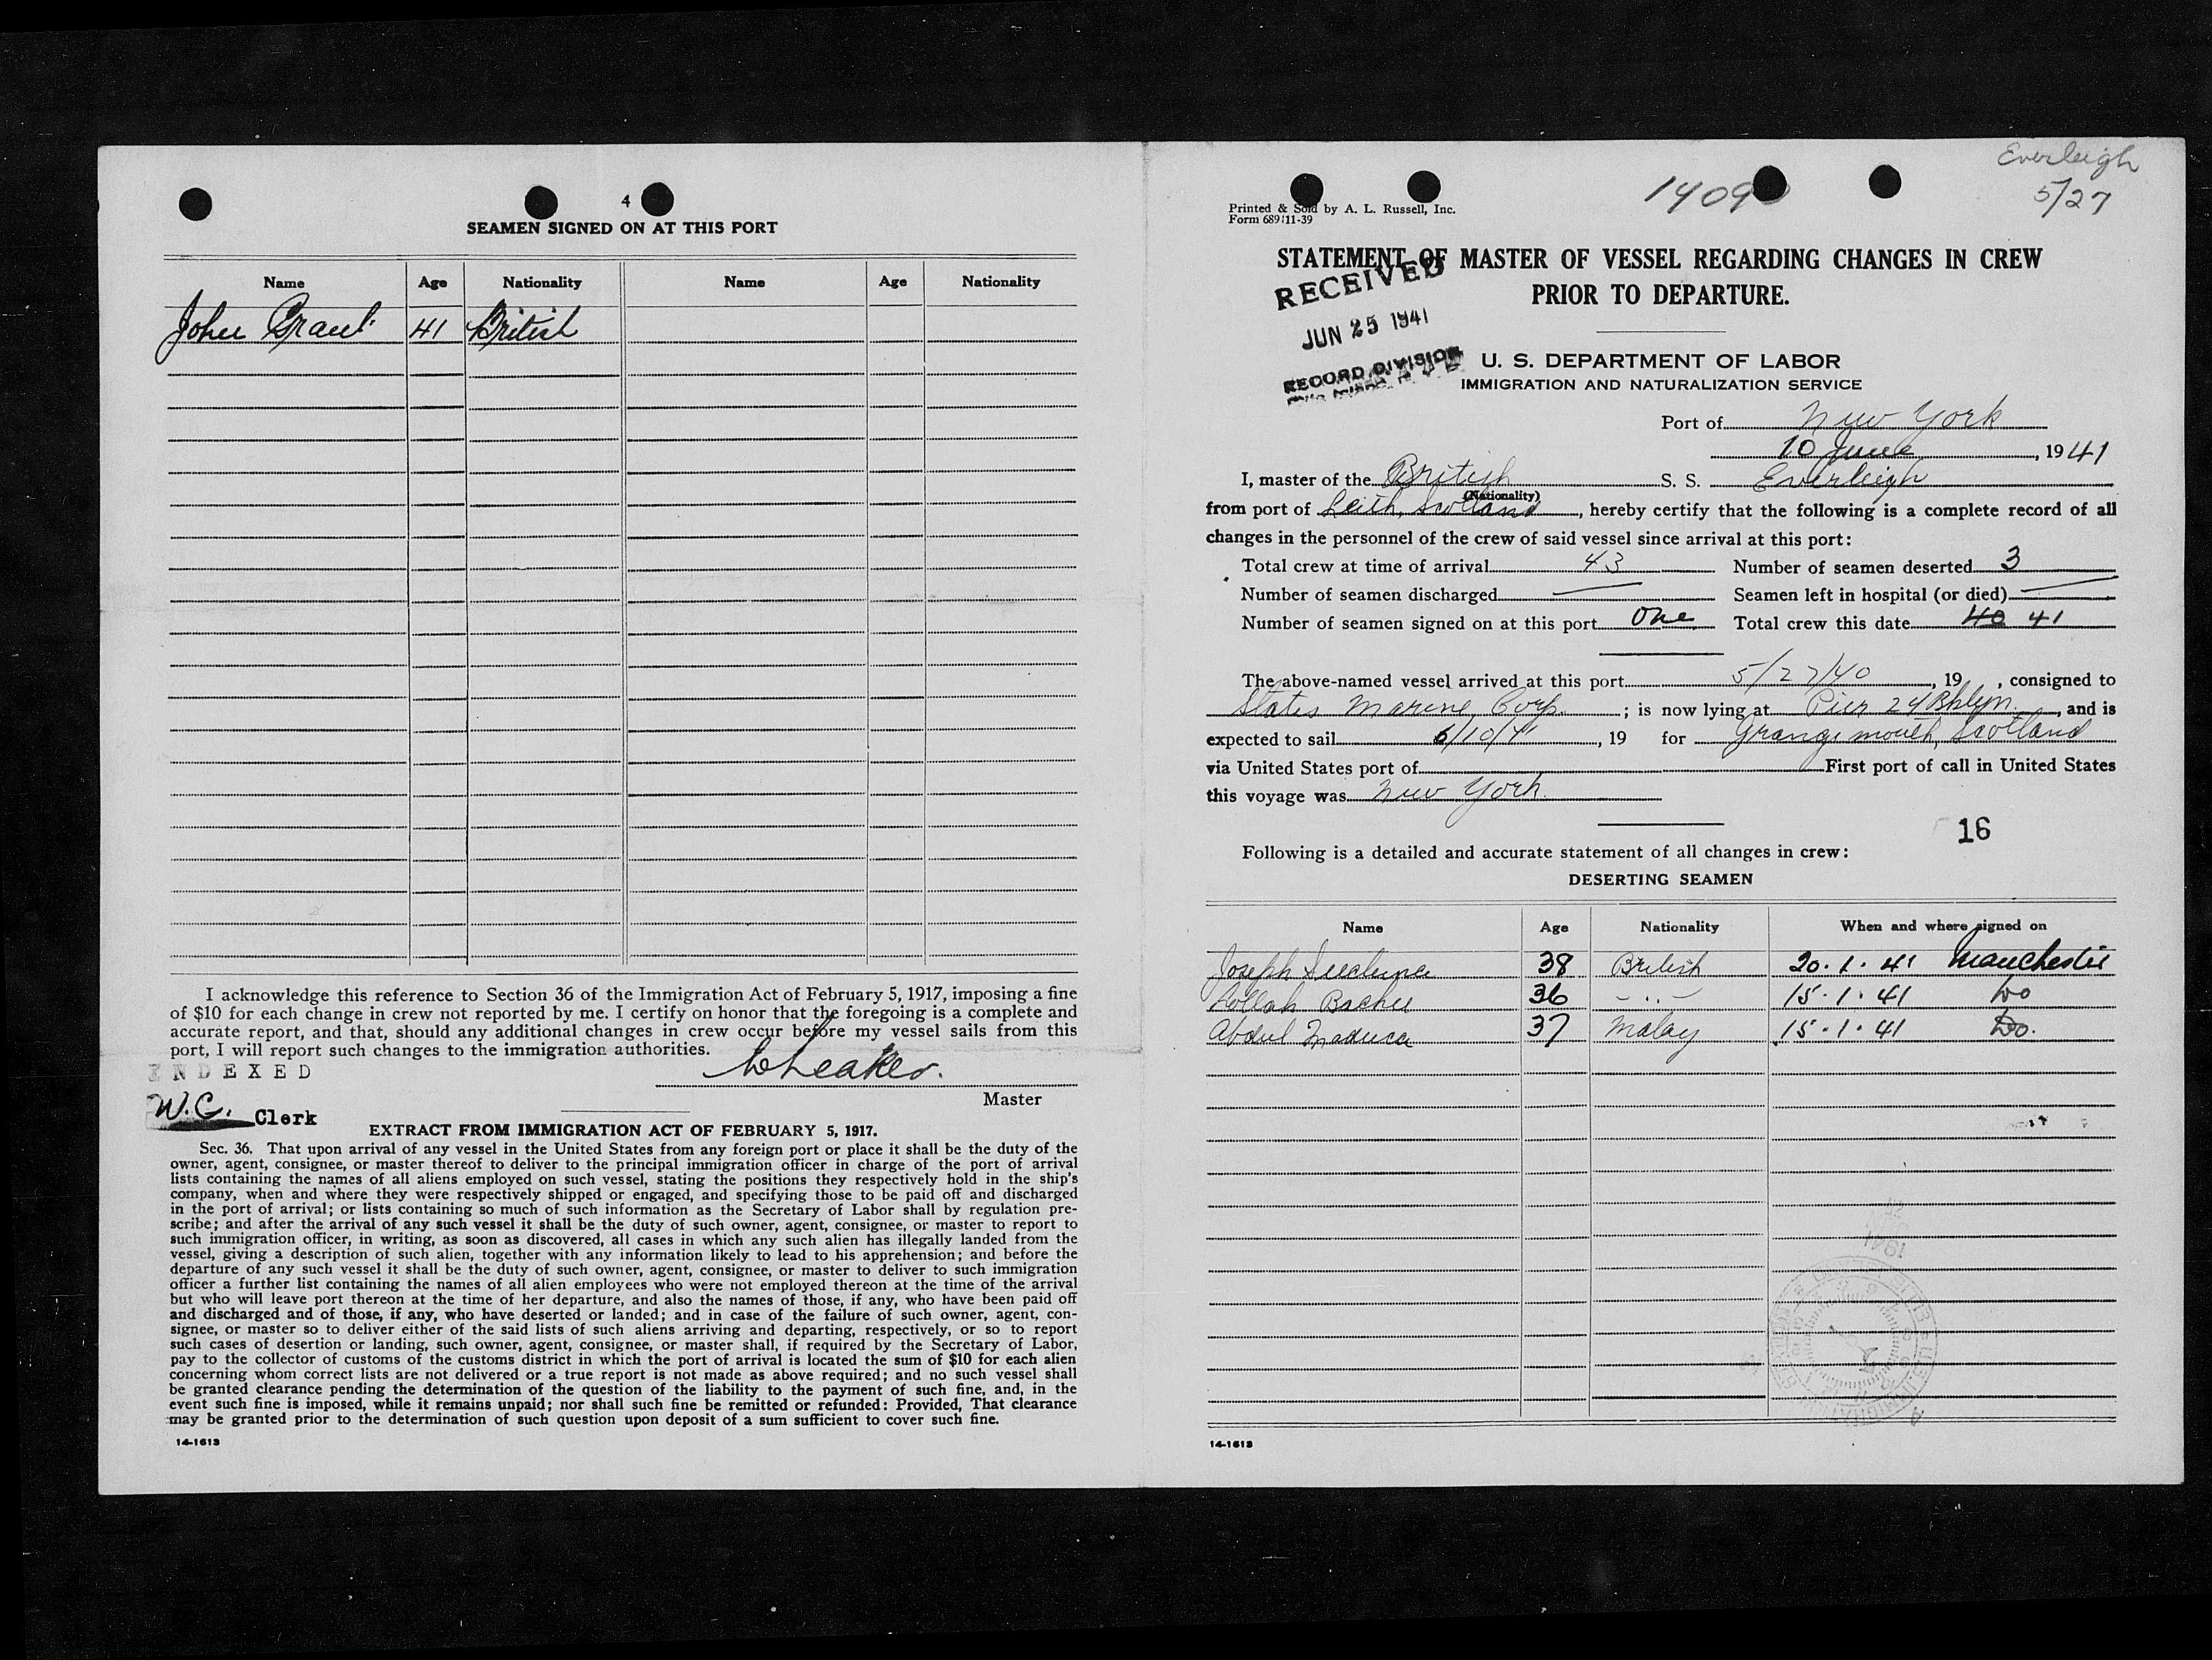 4
SEAMEN SIGNED ON AT THIS PORT
Name Age Nationality Name Age Nationality
John Grant 41 British
I acknowledge this reference to Section 36 of the Immigration Act of February 5, 1917, imposing a fine
of $10 for each change in crew not reported by me. I certify on honor that the foregoing is a complete and
accurate report, and that, should any additional changes in crew occur before my vessel sails from this
port, I will report such changes to the immigration authorities.
INDEXED
Master
W.C. Clerk
EXTRACT FROM IMMIGRATION ACT OF FEBRUARY 5, 1917.
Sec. 36. That upon arrival of any vessel in the United States from any foreign port or place it shall be the duty of the
owner, agent, consignee, or master thereof to deliver to the principal immigration officer in charge of the port of arrival
lists containing the names of all aliens employed on such vessel, stating the positions they respectively hold in the ship's
company, when and where they were respectively shipped or engaged, and specifying those to be paid off and discharged
in the port of arrival; or lists containing so much of such information as the Secretary of Labor shall by regulation pre-
scribe; and after the arrival of any such vessel it shall be the duty of such owner, agent, consignee, or master to report to
such immigration officer, in writing, as soon as discovered, all cases in which any such alien has illegally landed from the
vessel, giving a description of such alien, together with any information likely to lead to his apprehension; and before the
departure of any such vessel it shall be the duty of such owner, agent, consignee, or master to deliver to such immigration
officer a further list containing the names of all alien employees who were not employed thereon at the time of the arrival
but who will leave port thereon at the time of her departure, and also the names of those, if any, who have been paid off
and discharged and of those, if any, who have deserted or landed; and in case of the failure of such owner, agent, con-
signee, or master so to deliver either of the said lists of such aliens arriving and departing, respectively, or so to report
such cases of desertion or landing, such owner, agent, consignee, or master shall, if required by the Secretary of Labor,
pay to the collector of customs of the customs district in which the port of arrival is located the sum of $10 for each alien
concerning whom correct lists are not delivered or a true report is not made as above required; and no such vessel shall
be granted clearance pending the determination of the question of the liability to the payment of such fine, and, in the
event such fine is imposed, while it remains unpaid; nor shall such fine be remitted or refunded: Provided, That clearance
may be granted prior to the determination of such question upon deposit of a sum sufficient to cover such fine.
14-1613
Everleigh
5/27
Printed & Sold by A. L. Russell, Inc.
Form 689 11-39
STATEMENT OF MASTER OF VESSEL REGARDING CHANGES IN CREW
PRIOR TO DEPARTURE.
RECEIVED
JUN 25 1941
RECORD DIVISION
U. S. DEPARTMENT OF LABOR
IMMIGRATION AND NATURALIZATION SERVICE
Port of New York
10 June, 1941
I, master of the British S. S. Everleigh
(Nationality)
from port of Leith, Scotland, hereby certify that the following is a complete record of all
changes in the personnel of the crew of said vessel since arrival at this port:
Total crew at time of arrival 43 Number of seamen deserted 3
Number of seamen discharged — Seamen left in hospital (or died) —
Number of seamen signed on at this port One Total crew this date 40 41
The above-named vessel arrived at this port 5/27/40, 19 , consigned to
States Marine Corp. ; is now lying at Pier 24 Bklyn, and is
expected to sail 6/10/41, 19 for Grangemouth, Scotland
via United States port of First port of call in United States
this voyage was New York
16
Following is a detailed and accurate statement of all changes in crew:
DESERTING SEAMEN
Name Age Nationality When and where signed on
Joseph 38 British 20.1.41 Manchester
36 -"- 15.1.41 Do
Abdul 37 Malay 15.1.41 Do.
1941
14-1613